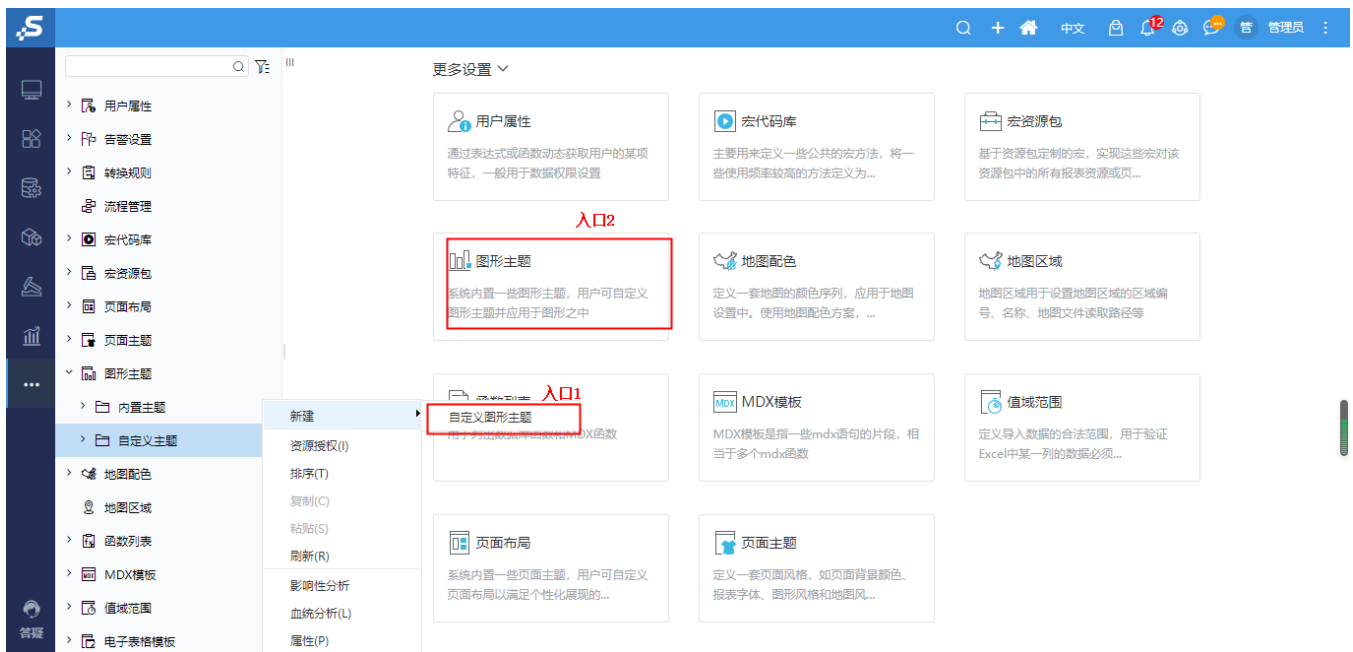 S
中文
12
管
管理员
用户属性
告警设置
转换规则
流程管理
宏代码库
宏资源包
页面布局
页面主题
图形主题
内置主题
自定义主题
地图配色
地图区域
函数列表
MDX模板
值域范围
电子表格模板
答疑
新建
资源授权(I)
排序(T)
复制(C)
粘贴(S)
刷新(R)
影响性分析
血统分析(L)
属性(P)
自定义图形主题
入口1
入口2
更多设置
用户属性
通过表达式或函数动态获取用户的某项
特征，一般用于数据权限设置
宏代码库
主要用来定义一些公共的宏方法，将一
些使用频率较高的方法定义为...
宏资源包
基于资源包定制的宏，实现这些宏对该
资源包中的所有报表资源或页...
图形主题
系统内置一些图形主题，用户可自定义
图形主题并应用于图形之中
地图配色
定义一套地图的颜色序列，应用于地图
设置中。使用地图配色方案，...
地图区域
地图区域用于设置地图区域的区域编
号、名称、地图文件读取路径等
函数列表
用于列出数据库函数和MDX函数
MDX
MDX模板
MDX模板是指一些mdx语句的片段，相
当于多个mdx函数
值域范围
定义导入数据的合法范围，用于验证
Excel中某一列的数据必须...
页面布局
系统内置一些页面主题，用户可自定义
页面布局以满足个性化展现的...
页面主题
定义一套页面风格，如页面背景颜色、
报表字体、图形风格和地图风...